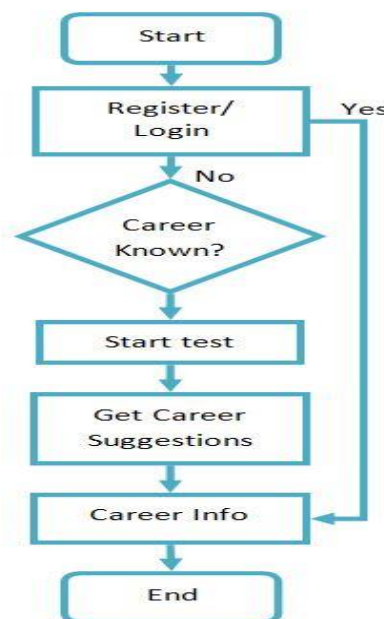 Start
Register/
Login
Yes
No
Career
Known?
Start test
Get Career
Suggestions
Career Info
End